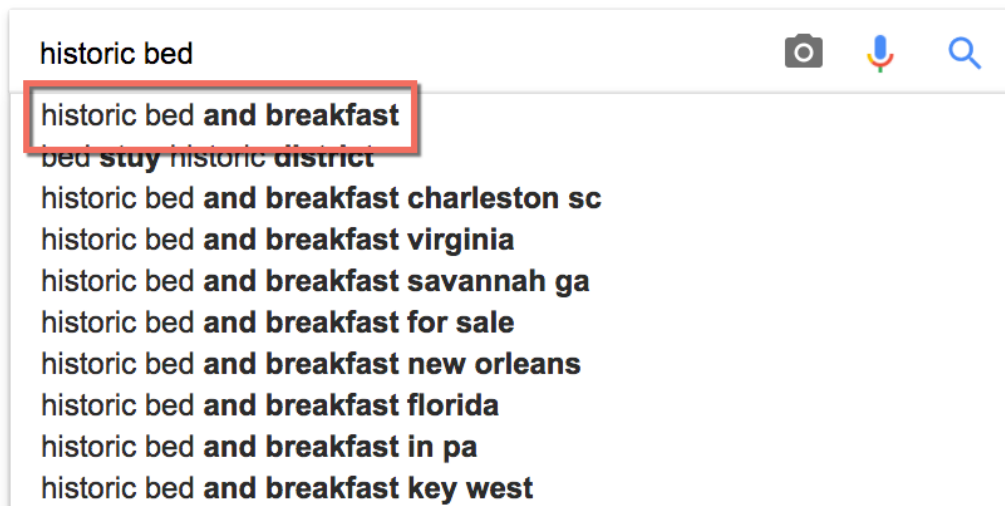 historic bed
historic bed and breakfast
bed stuy historic district
historic bed and breakfast charleston sc
historic bed and breakfast virginia
historic bed and breakfast savannah ga
historic bed and breakfast for sale
historic bed and breakfast new orleans
historic bed and breakfast florida
historic bed and breakfast in pa
historic bed and breakfast key west